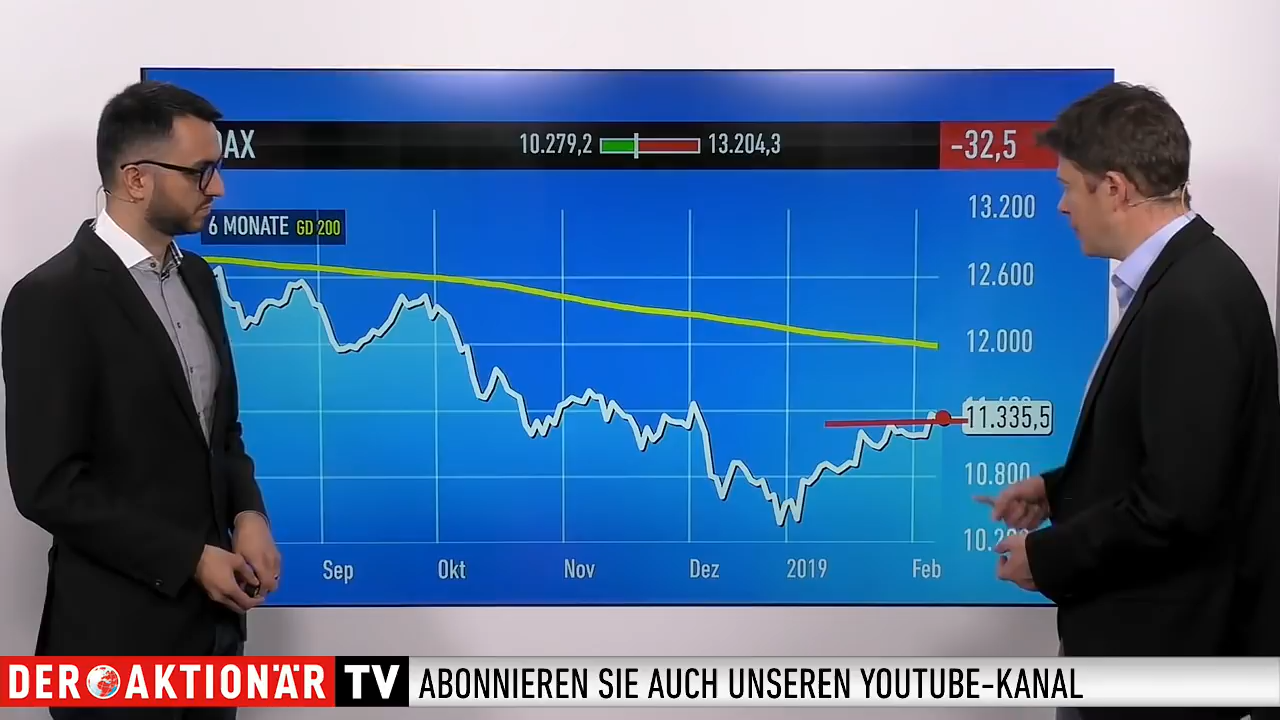 DAX 10.279,2 13.204,3 -32,5
6 MONATE GD 200
13.200
12.600
12.000
11.335,5
10.800
Sep Okt Nov Dez 2019 Feb
DER AKTIONÄR TV ABONNIEREN SIE AUCH UNSEREN YOUTUBE-KANAL